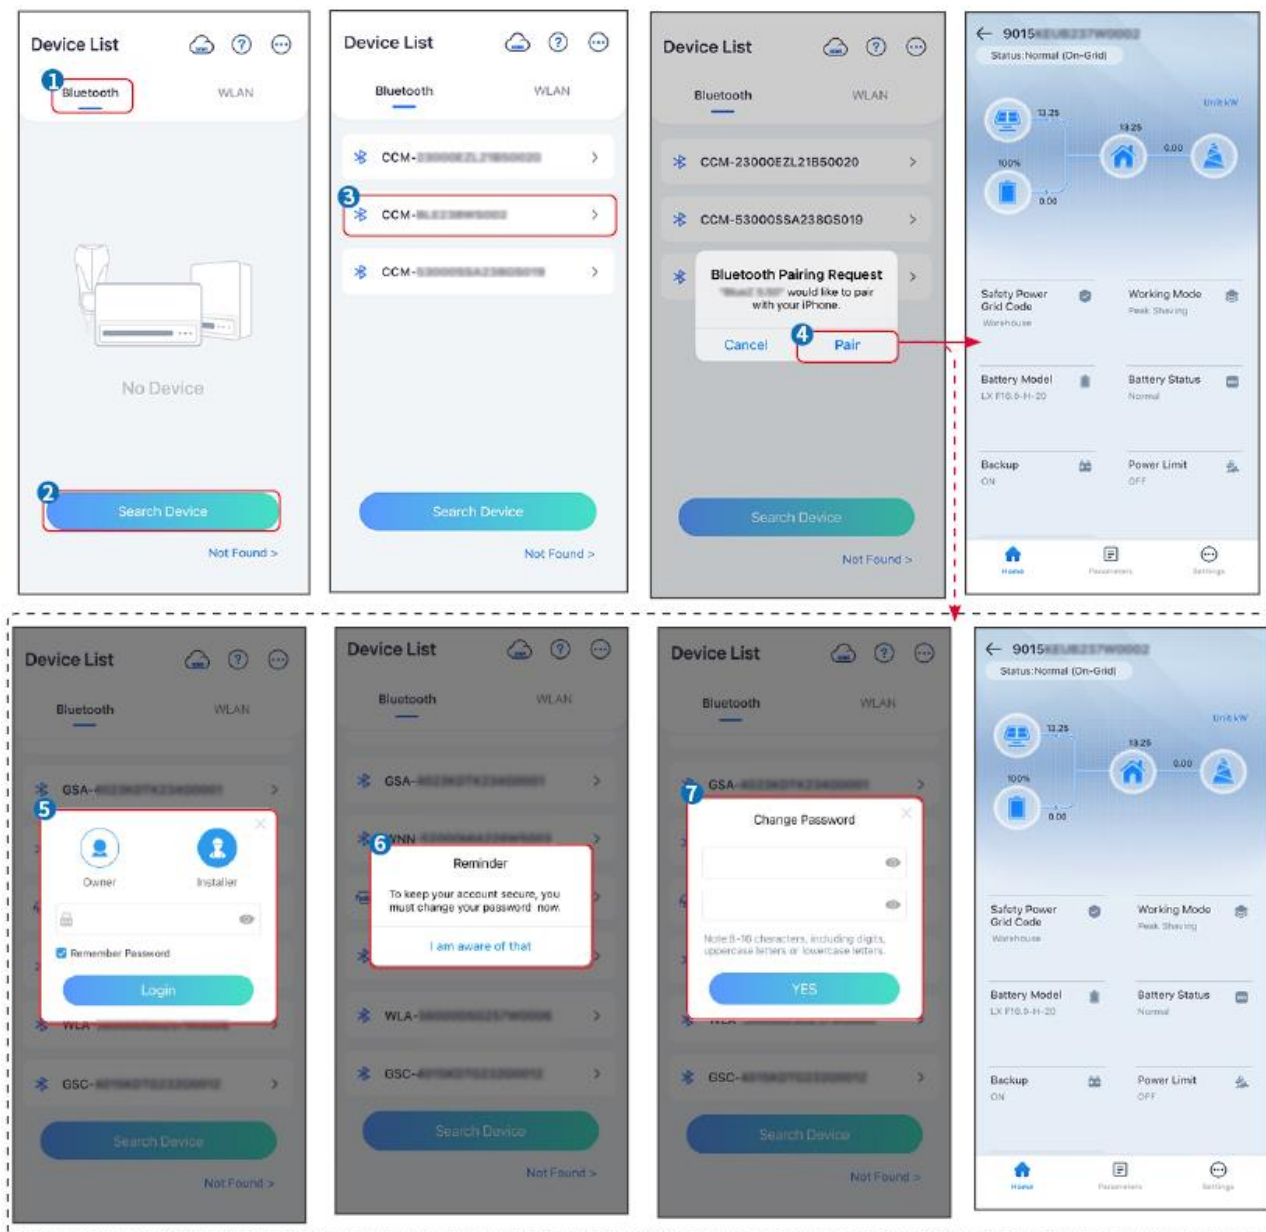 Device List
1
Bluetooth
WLAN
No Device
2
Search Device
Not Found >
Device List
Bluetooth
WLAN
CCM-
3
CCM-
CCM-
Search Device
Not Found >
Device List
Bluetooth
WLAN
CCM-23000EZL21B50020
CCM-53000SSA238GS019
Bluetooth Pairing Request
would like to pair
with your iPhone.
Cancel
4
Pair
Search Device
Not Found >
9015
Status:Normal (On-Grid)
Unit:kW
13.25
13.25
0.00
100%
0.00
Safety Power
Grid Code
Warehouse
Working Mode
Peak Shaving
Battery Model
LX F16.0-H-20
Battery Status
Normal
Backup
ON
Power Limit
OFF
Home
Parameters
Settings
Device List
Bluetooth
WLAN
GSA-
5
Owner
Installer
Remember Password
Login
WLA-
GSC-
Search Device
Not Found >
Device List
Bluetooth
WLAN
GSA-
WNN
6
Reminder
To keep your account secure, you
must change your password now.
I am aware of that
WLA-
GSC-
Search Device
Not Found >
Device List
Bluetooth
WLAN
GSA-
7
Change Password
Note:8-16 characters, including digits,
uppercase letters or lowercase letters.
YES
GSC-
Search Device
Not Found >
9015
Status:Normal (On-Grid)
Unit:kW
13.25
13.25
0.00
100%
0.00
Safety Power
Grid Code
Warehouse
Working Mode
Peak Shaving
Battery Model
LX F16.0-H-20
Battery Status
Normal
Backup
ON
Power Limit
OFF
Home
Parameters
Settings